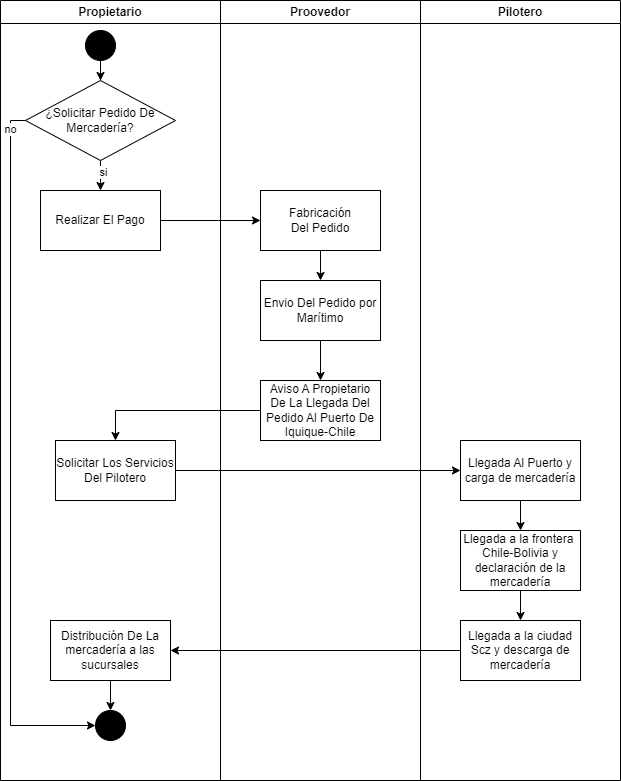 Propietario
Proovedor
Pilotero
¿Solicitar Pedido De
Mercadería?
no
si
Realizar El Pago
Fabricación
Del Pedido
Envio Del Pedido por
Marítimo
Aviso A Propietario
De La Llegada Del
Pedido Al Puerto De
Iquique-Chile
Solicitar Los Servicios
Del Pilotero
Llegada Al Puerto y
carga de mercadería
Llegada a la frontera
Chile-Bolivia y
declaración de la
mercadería
Llegada a la ciudad
Scz y descarga de
mercadería
Distribución De La
mercadería a las
sucursales